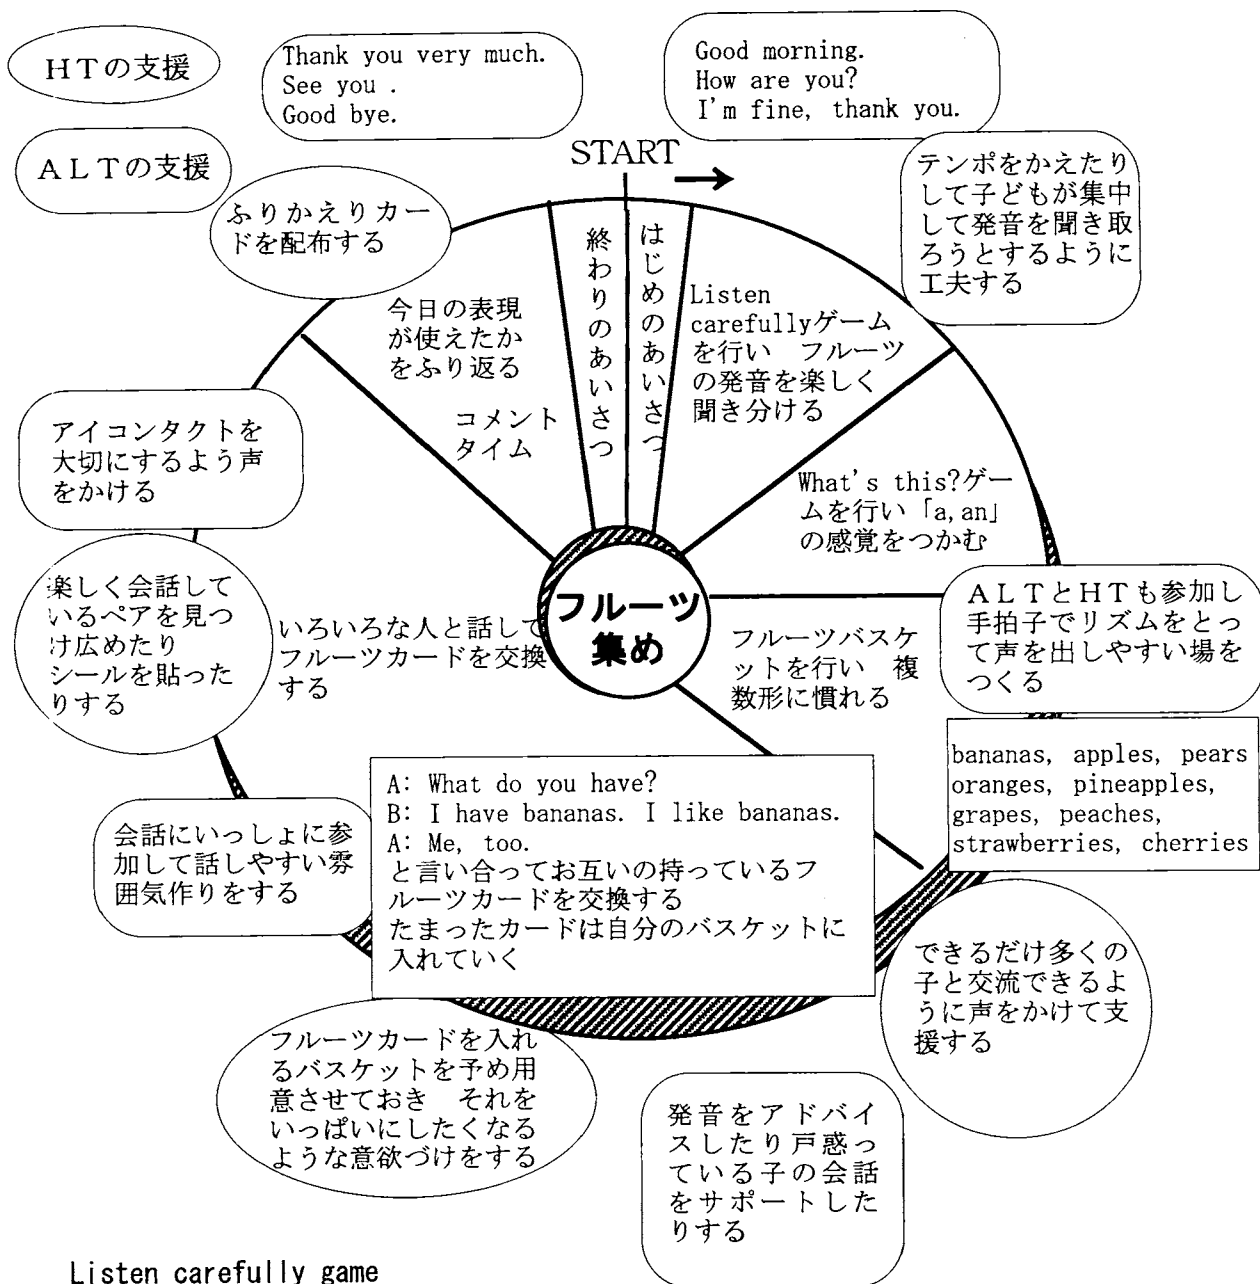 HTの支援
Thank you very much.
See you .
Good bye.
Good morning.
How are you?
I'm fine, thank you.
ALTの支援
START
テンポをかえたり
して子どもが集中
して発音を聞き取
ろうとするように
工夫する
ふりかえりカー
ドを配布する
はじめのあいさつ
終わりのあいさつ
Listen
carefullyゲーム
を行い　フルーツ
の発音を楽しく
聞き分ける
今日の表現
が使えたか
をふり返る
コメント
タイム
アイコンタクトを
大切にするよう声
をかける
What's this?ゲー
ムを行い「a,an」
の感覚をつかむ
フルーツ
集め
楽しく会話して
いるペアを見つ
け広めたり
シールを貼った
りする
いろいろな人と話して
フルーツカードを交換
する
フルーツバスケ
ットを行い　複
数形に慣れる
ALTとHTも参加し
手拍子でリズムをとっ
て声を出しやすい場を
つくる
bananas, apples, pears
oranges, pineapples,
grapes, peaches,
strawberries, cherries
A: What do you have?
B: I have bananas. I like bananas.
A: Me, too.
と言い合ってお互いの持っているフ
ルーツカードを交換する
たまったカードは自分のバスケットに
入れていく
会話にいっしょに参
加して話しやすい雰
囲気作りをする
できるだけ多くの
子と交流できるよ
うに声をかけて支
援する
フルーツカードを入れ
るバスケットを予め用
意させておき　それを
いっぱいにしたくなる
ような意欲づけをする
発音をアドバイ
スしたり戸惑っ
ている子の会話
をサポートした
りする
Listen carefully game